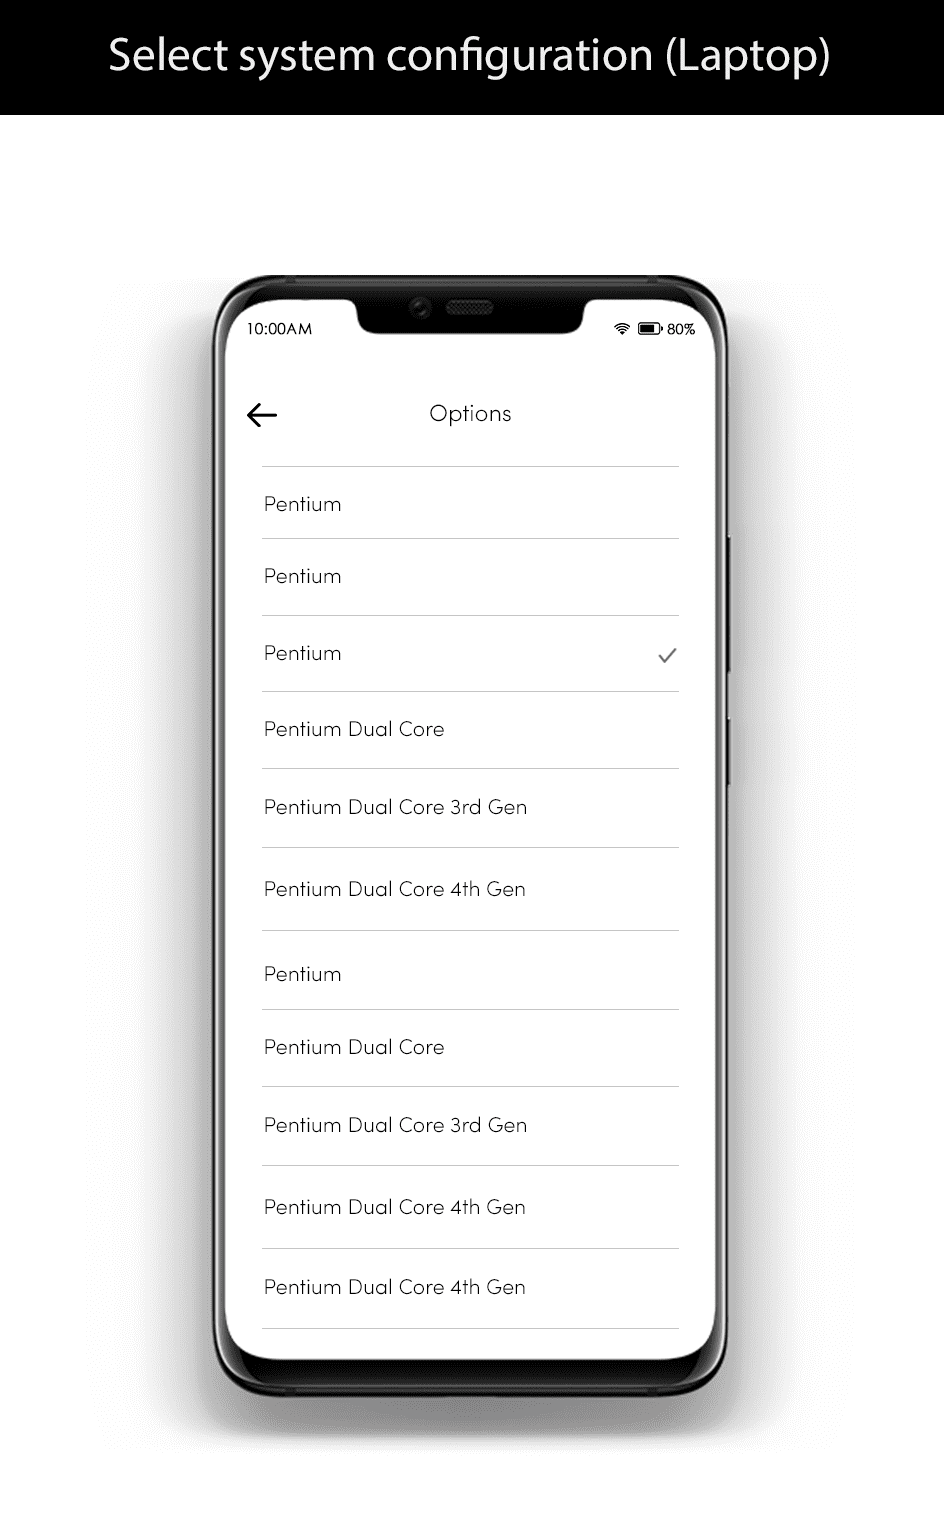 Select system configuration (Laptop)
10:00AM 80%
Options
Pentium
Pentium
Pentium
Pentium Dual Core
Pentium Dual Core 3rd Gen
Pentium Dual Core 4th Gen
Pentium
Pentium Dual Core
Pentium Dual Core 3rd Gen
Pentium Dual Core 4th Gen
Pentium Dual Core 4th Gen